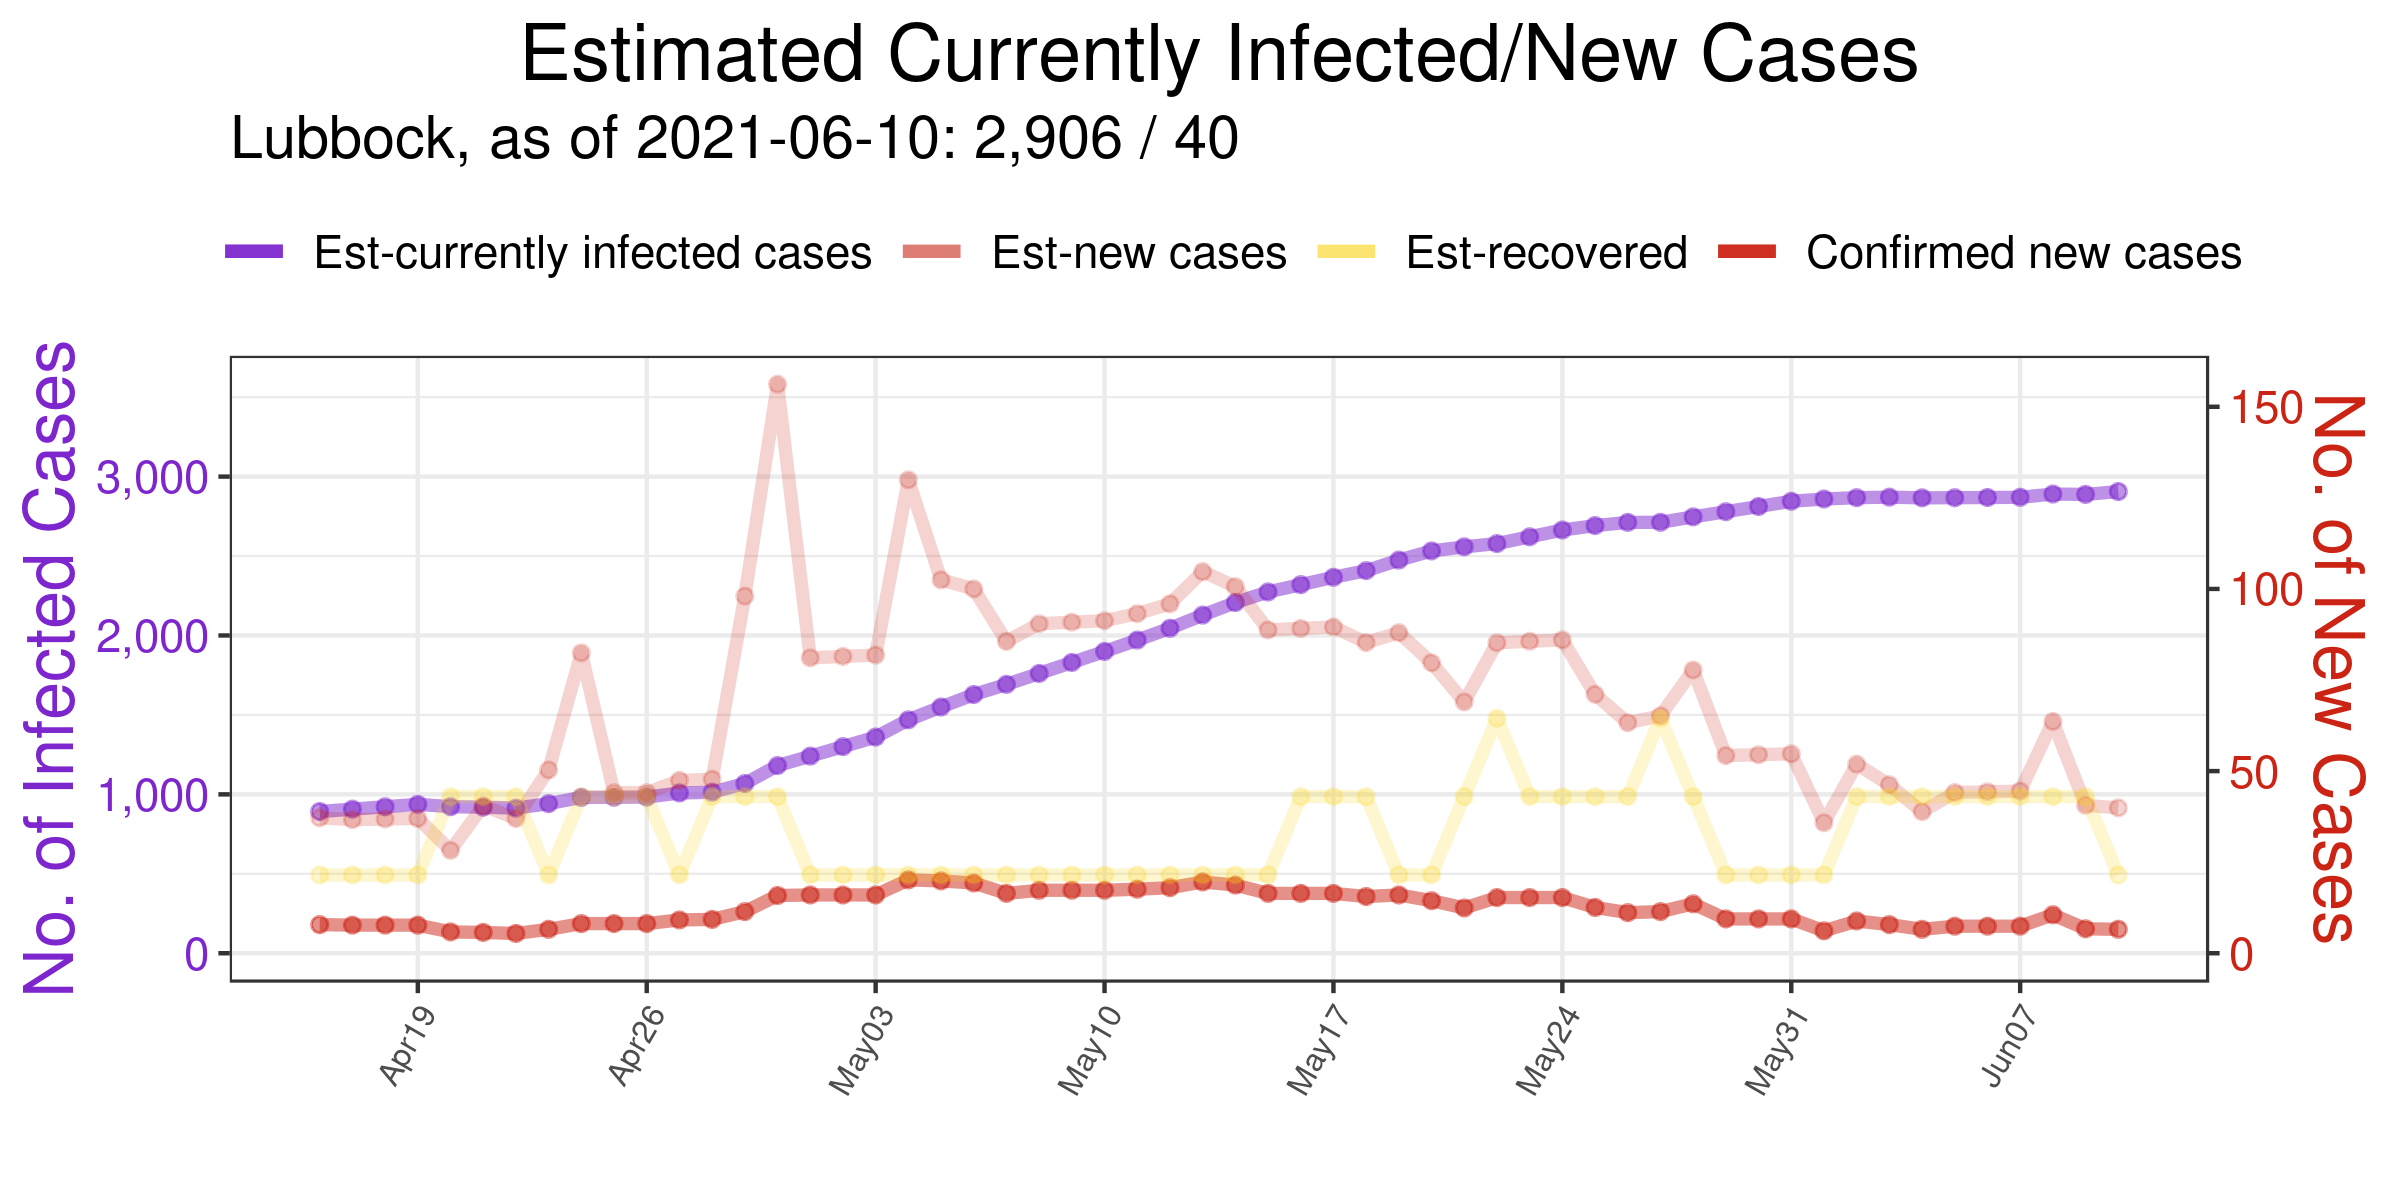 Estimated Currently Infected/New Cases
Lubbock, as of 2021-06-10: 2,906 / 40
Est-currently infected cases Est-new cases Est-recovered Confirmed new cases
No. of Infected Cases
3,000
2,000
1,000
0
150
100
50
0
No. of New Cases
Apr19 Apr26 May03 May10 May17 May24 May31 Jun07